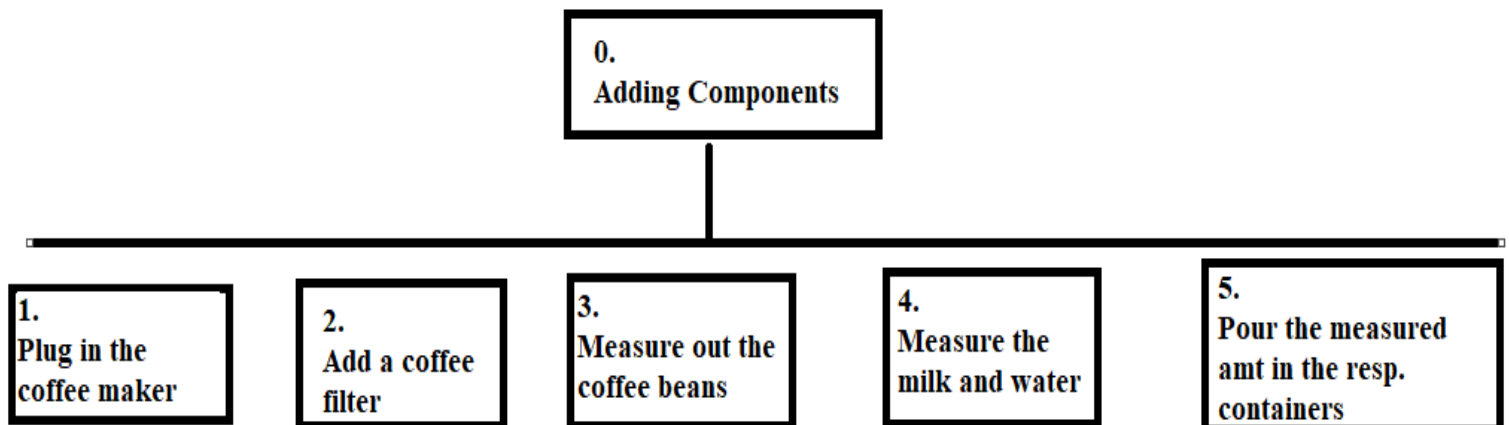 0.
Adding Components
1.
Plug in the
coffee maker
2.
Add a coffee
filter
3.
Measure out the
coffee beans
4.
Measure the
milk and water
5.
Pour the measured
amt in the resp.
containers